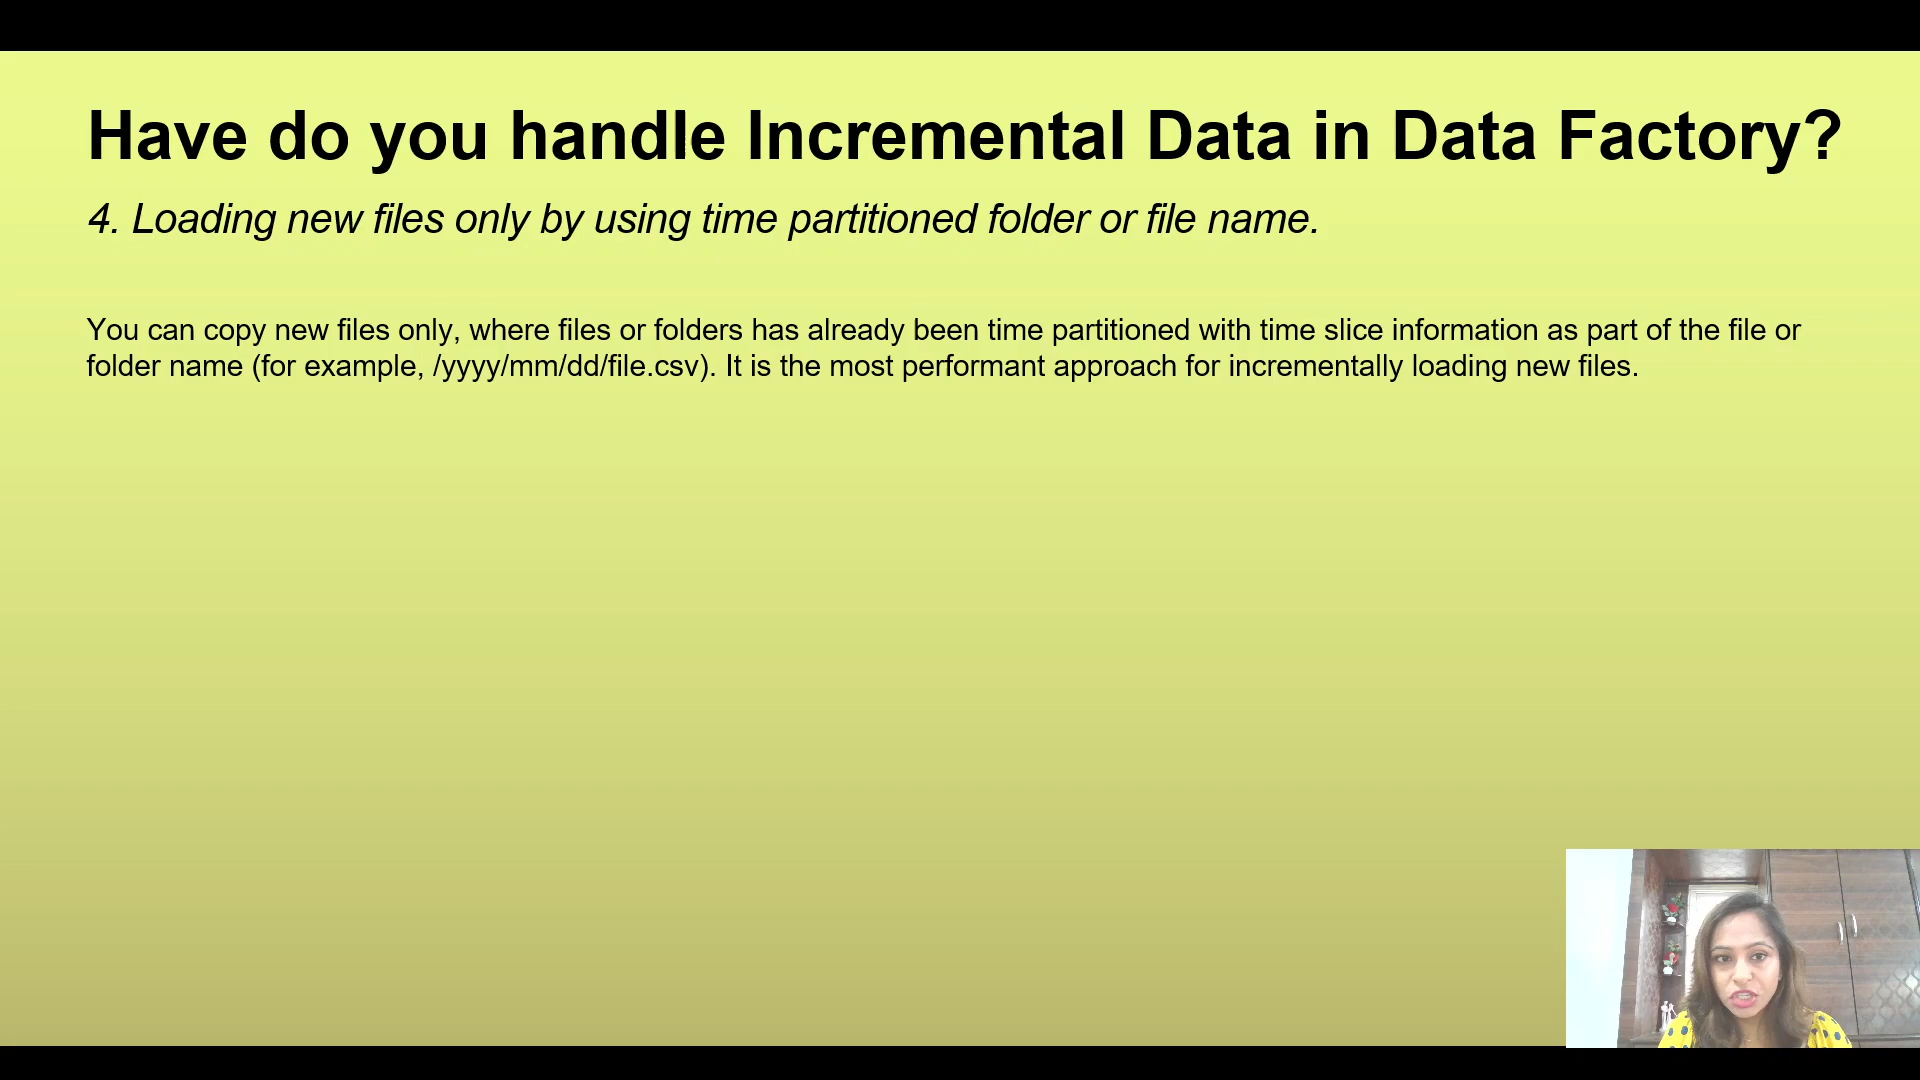 Have do you handle Incremental Data in Data Factory?
4. Loading new files only by using time partitioned folder or file name.
You can copy new files only, where files or folders has already been time partitioned with time slice information as part of the file or
folder name (for example, /yyyy/mm/dd/file.csv). It is the most performant approach for incrementally loading new files.